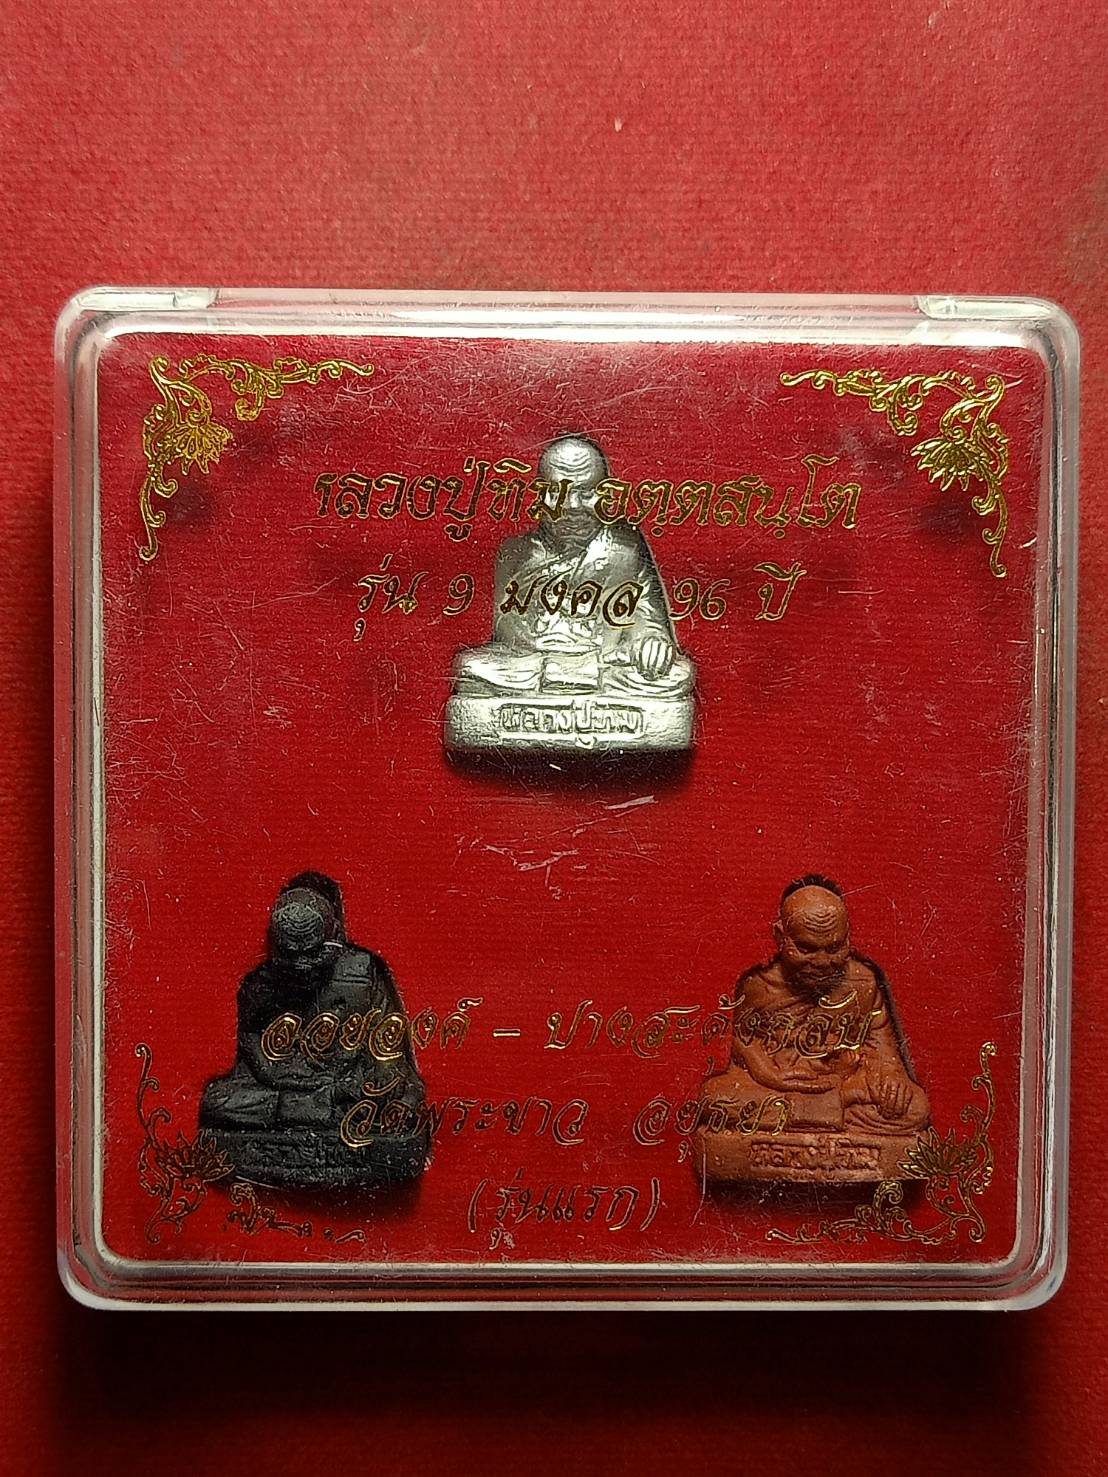 หลวงปู่ทิม อตฺตสนฺโต
รุ่น 9 มงคล 96 ปี
หลวงปู่ทิม
ลอยองค์ - ปางสะดุ้งกลับ
วัดพระขาว อยุธยา
หลวงปู่ทิม
(รุ่นแรก)